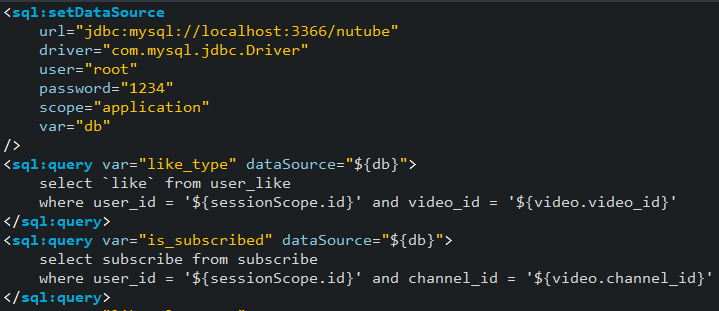 <sql:setDataSource
    url="jdbc:mysql://localhost:3366/nutube"
    driver="com.mysql.jdbc.Driver"
    user="root"
    password="1234"
    scope="application"
    var="db"
/>
<sql:query var="like_type" dataSource="${db}">
    select `like` from user_like
    where user_id = '${sessionScope.id}' and video_id = '${video.video_id}'
</sql:query>
<sql:query var="is_subscribed" dataSource="${db}">
    select subscribe from subscribe
    where user_id = '${sessionScope.id}' and channel_id = '${video.channel_id}'
</sql:query>